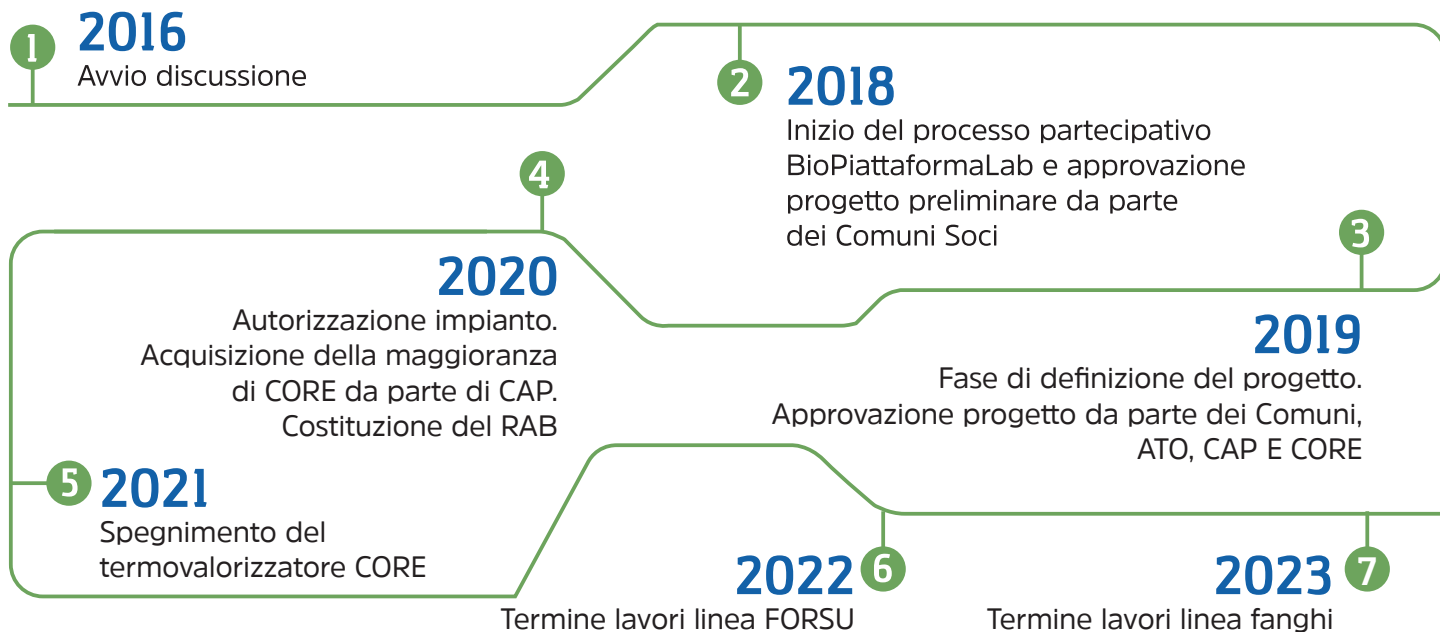 1
2016
Avvio discussione
2
2018
Inizio del processo partecipativo
BioPiattaformaLab e approvazione
progetto preliminare da parte
dei Comuni Soci
3
2019
Fase di definizione del progetto.
Approvazione progetto da parte dei Comuni,
ATO, CAP E CORE
4
2020
Autorizzazione impianto.
Acquisizione della maggioranza
di CORE da parte di CAP.
Costituzione del RAB
5
2021
Spegnimento del
termovalorizzatore CORE
6
2022
Termine lavori linea FORSU
7
2023
Termine lavori linea fanghi